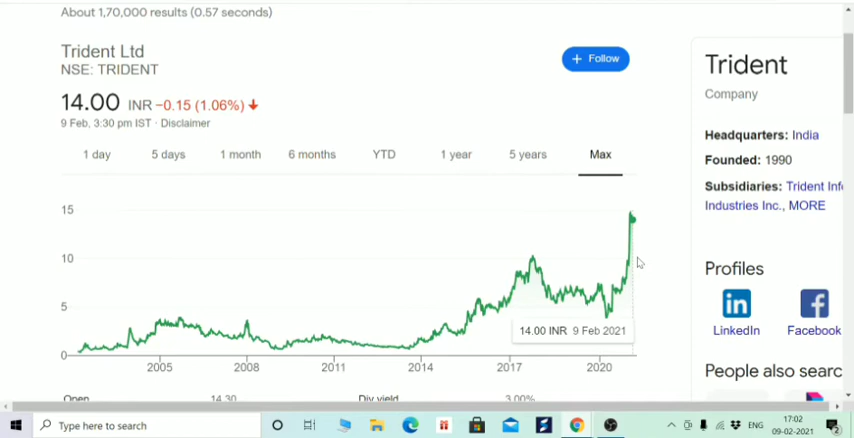 About 1,70,000 results (0.57 seconds)
Trident Ltd
NSE: TRIDENT
+ Follow
14.00 INR −0.15 (1.06%)
9 Feb, 3:30 pm IST · Disclaimer
1 day 5 days 1 month 6 months YTD 1 year 5 years Max
15
10
5
0
14.00 INR 9 Feb 2021
2005 2008 2011 2014 2017 2020
Open 14.30 Div yield 3.00%
Trident
Company
Headquarters: India
Founded: 1990
Subsidiaries: Trident Inf
Industries Inc., MORE
Profiles
LinkedIn Facebook
People also searc
Type here to search
ENG
17:02
09-02-2021
2